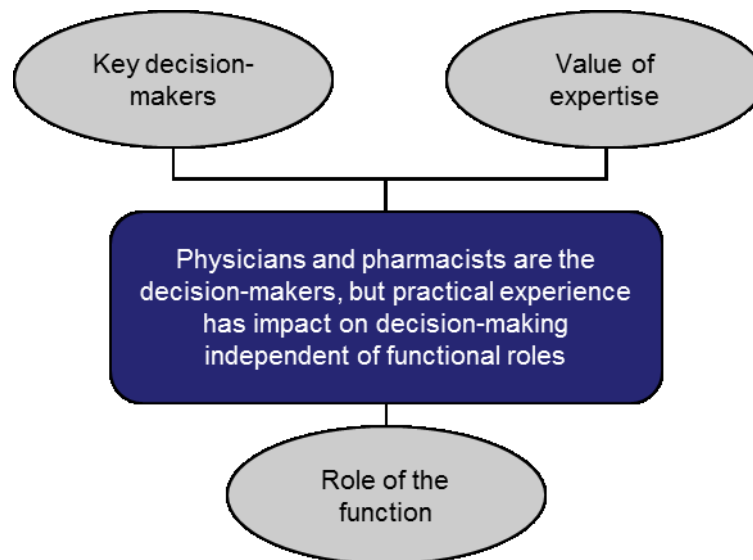 Key decision-
makers
Value of
expertise
Physicians and pharmacists are the
decision-makers, but practical experience
has impact on decision-making
independent of functional roles
Role of the
function